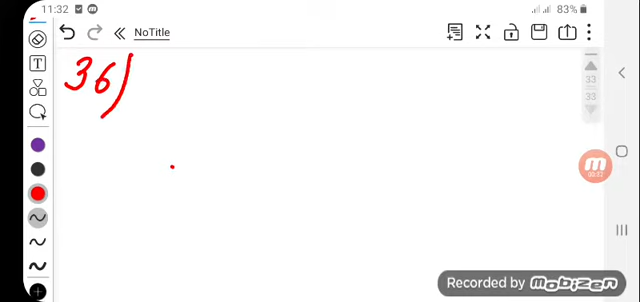 11:32 83%
NoTitle
36)
T
33
33
00:37
Recorded by
MOBIZEN